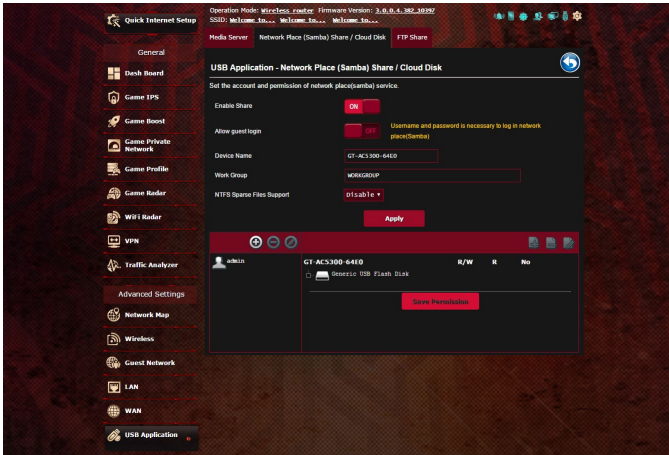 Quick Internet Setup
General
Dash Board
Game IPS
Game Boost
Game Private
Network
Game Profile
Game Radar
WiFi Radar
VPN
Traffic Analyzer
Advanced Settings
Network Map
Wireless
Guest Network
LAN
WAN
USB Application
Operation Mode: Wireless router Firmware Version: 3.0.0.4.382_10397
SSID: Welcome to... Welcome to... Welcome to...
Media Server Network Place (Samba) Share / Cloud Disk FTP Share
USB Application - Network Place (Samba) Share / Cloud Disk
Set the account and permission of network place(samba) service.
Enable Share ON
Allow guest login OFF Username and password is necessary to log in network
place(Samba)
Device Name GT-AC5300-64E0
Work Group WORKGROUP
NTFS Sparse Files Support Disable
Apply
admin GT-AC5300-64E0 R/W R No
Generic USB Flash Disk
Save Permission